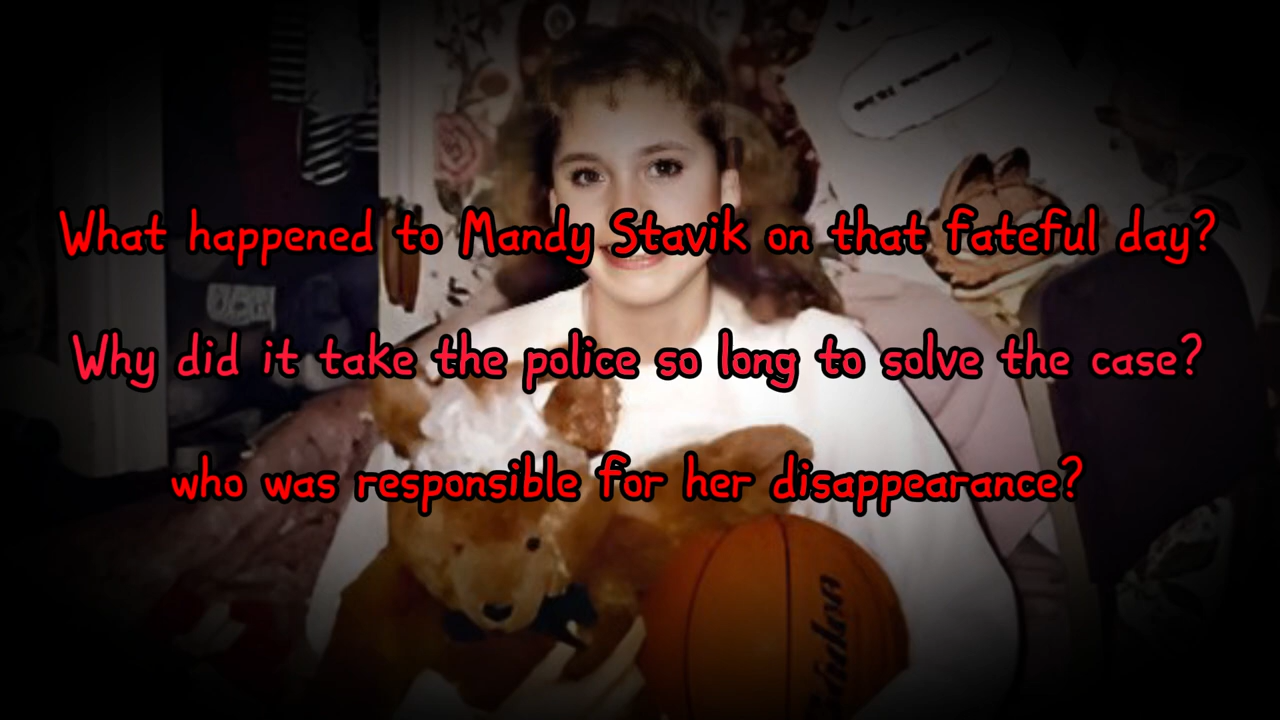 What happened to Mandy Stavik on that fateful day?
Why did it take the police so long to solve the case?
who was responsible for her disappearance?